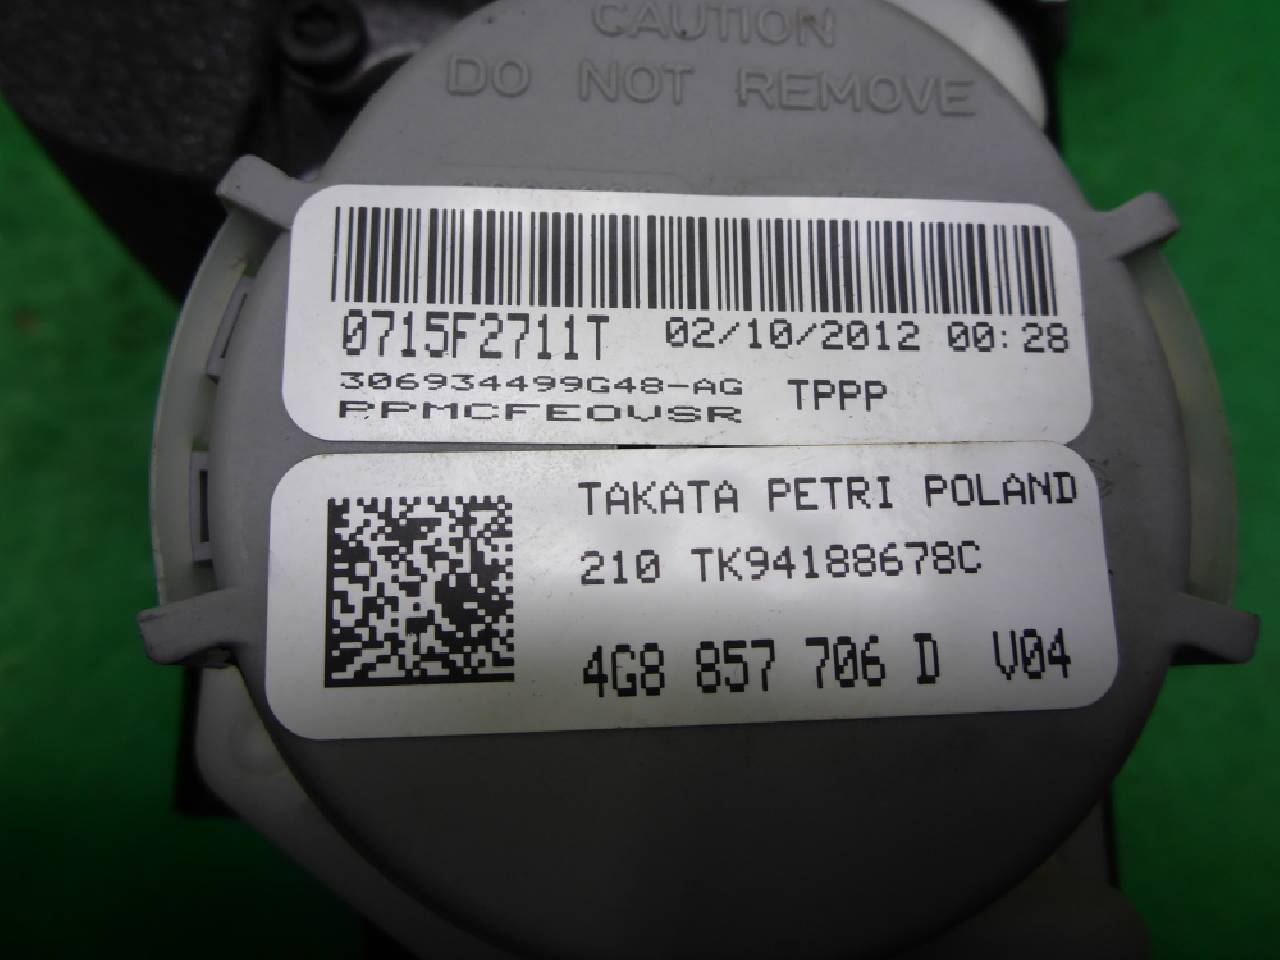 CAUTION
DO NOT REMOVE
0715F2711T 02/10/2012 00:28
306934499G48-AG TPPP
PPMCFEOVSR
TAKATA PETRI POLAND
210 TK94188678C
4G8 857 706 D V04